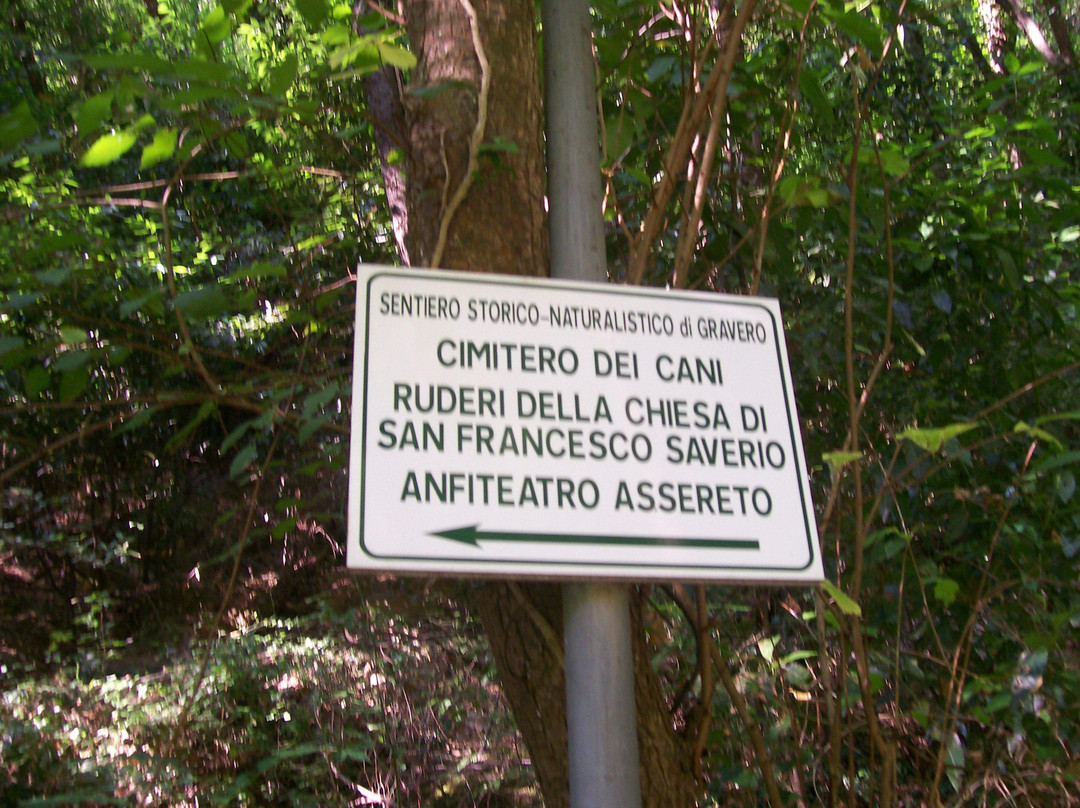 SENTIERO STORICO-NATURALISTICO di GRAVERO
CIMITERO DEI CANI
RUDERI DELLA CHIESA DI
SAN FRANCESCO SAVERIO
ANFITEATRO ASSERETO